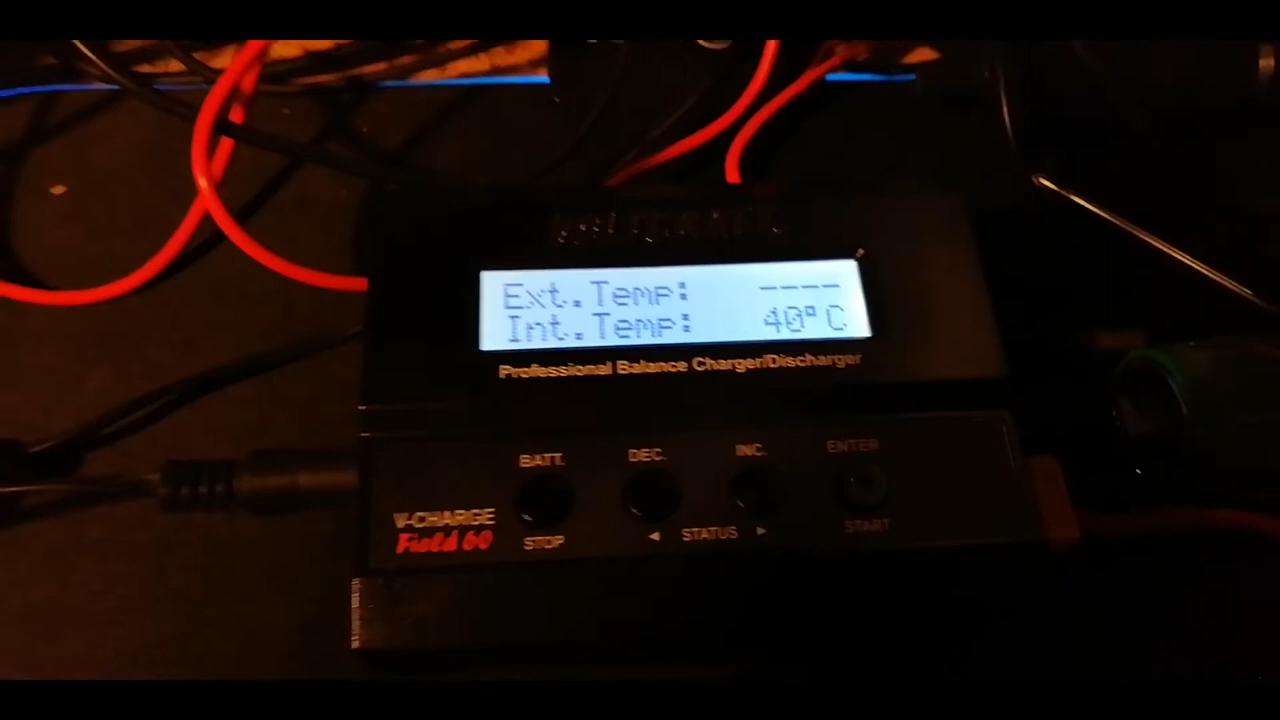 Ext.Temp: ----
Int.Temp: 40°C
Professional Balance Charger/Discharger
BATT. DEC. INC. ENTER
V-CHARGE
Field 60
STOP ◄ STATUS ► START